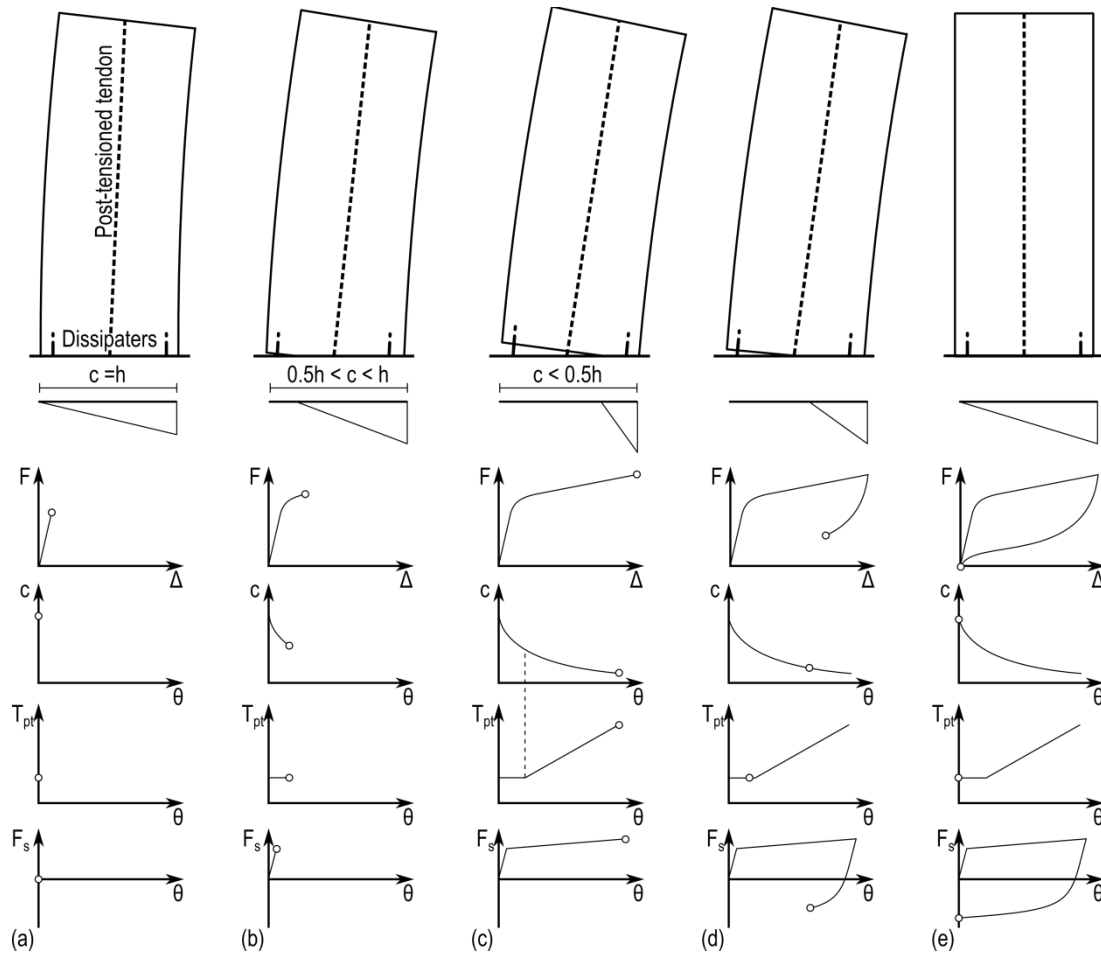 Post-tensioned tendon
Dissipaters
c =h
0.5h < c < h
c < 0.5h
F
Δ
F
Δ
F
Δ
F
Δ
F
Δ
c
θ
c
θ
c
θ
c
θ
c
θ
Tpt
θ
Tpt
θ
Tpt
θ
Tpt
θ
Tpt
θ
Fs
θ
Fs
θ
Fs
θ
Fs
θ
Fs
θ
(a)
(b)
(c)
(d)
(e)